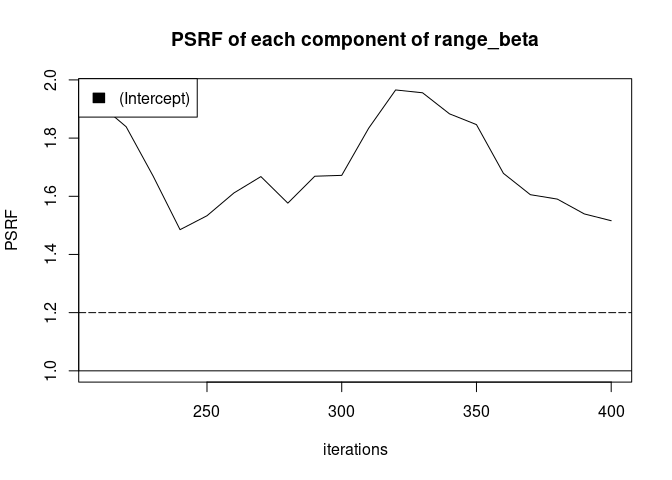 PSRF of each component of range_beta
(Intercept)
PSRF
2.0
1.8
1.6
1.4
1.2
1.0
250 300 350 400
iterations